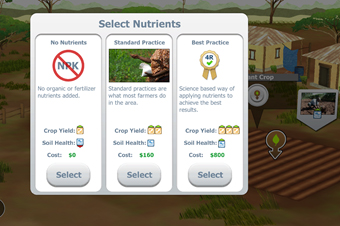 Select Nutrients
No Nutrients
NPK
No organic or fertilizer
nutrients added.
Crop Yield:
Soil Health:
Cost: $0
Select
Standard Practice
Standard practices are
what most farmers do
in the area.
Crop Yield:
Soil Health:
Cost: $160
Select
Best Practice
4R
Science based way of
applying nutrients to
achieve the best
results.
Crop Yield:
Soil Health:
Cost: $800
Select
Crop